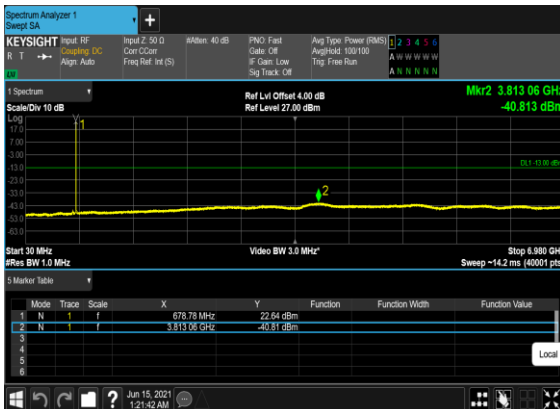 Spectrum Analyzer 1
Swept SA
+
KEYSIGHT
R T
Input: RF
Coupling: DC
Align: Auto
Input Z: 50 Ω
Corr CCorr
Freq Ref: Int (S)
#Atten: 40 dB
PNO: Fast
Gate: Off
IF Gain: Low
Sig Track: Off
Avg Type: Power (RMS)
Avg|Hold: 100/100
Trig: Free Run
1 2 3 4 5 6
A W W W W W
A N N N N N
1 Spectrum
Scale/Div 10 dB
Ref Lvl Offset 4.00 dB
Ref Level 27.00 dBm
Mkr2 3.813 06 GHz
-40.813 dBm
Log
17.0
7.00
-3.00
-13.0
-23.0
-33.0
-43.0
-53.0
-63.0
1
2
DL1 -13.00 dBm
Start 30 MHz
#Res BW 1.0 MHz
Video BW 3.0 MHz*
Stop 6.980 GHz
Sweep ~14.2 ms (40001 pts)
5 Marker Table
Mode Trace Scale X Y Function Function Width Function Value
1 N 1 f 678.78 MHz 22.64 dBm
2 N 1 f 3.813 06 GHz -40.81 dBm
3
4
5
6
Local
?
Jun 15, 2021
1:21:42 AM